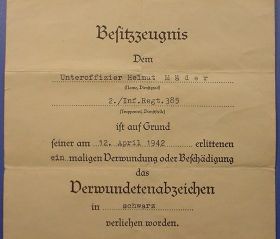 Besitzzeugnis
Dem
Unteroffizier Helmut Mäder
(Name, Dienstgrad)
2./Inf.Regt.385
(Truppenteil, Dienststelle)
ist auf Grund
seiner am 12. April 1942 erlittenen
ein maligen Verwundung oder Beschädigung
das
Verwundetenabzeichen
in schwarz
verliehen worden.